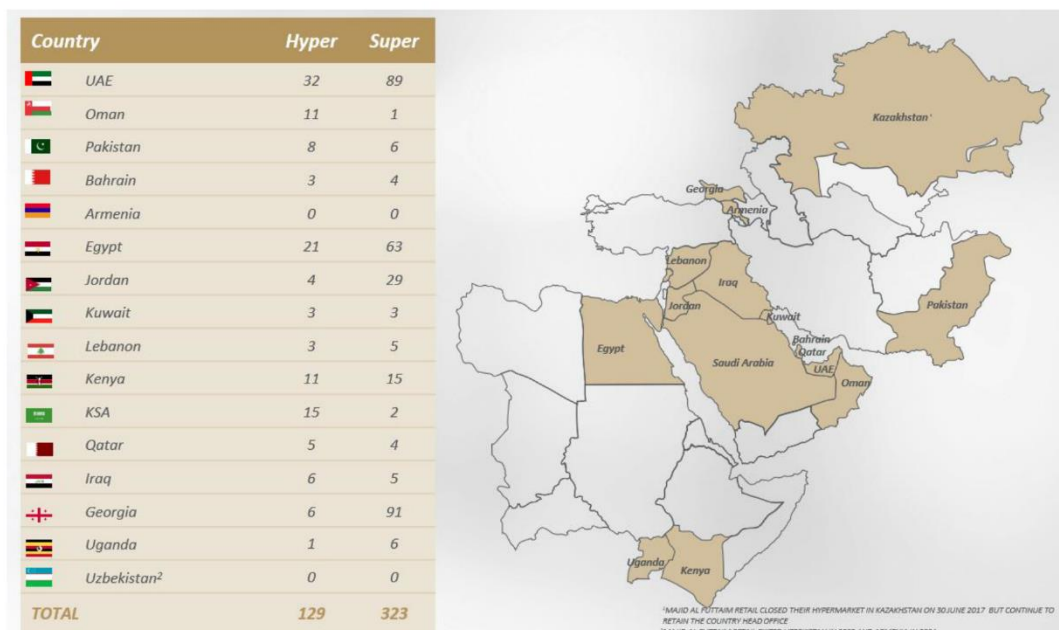 Country Hyper Super
UAE 32 89
Oman 11 1
Pakistan 8 6
Bahrain 3 4
Armenia 0 0
Egypt 21 63
Jordan 4 29
Kuwait 3 3
Lebanon 3 5
Kenya 11 15
KSA 15 2
Qatar 5 4
Iraq 6 5
Georgia 6 91
Uganda 1 6
Uzbekistan² 0 0
TOTAL 129 323
Kazakhstan¹
Georgia
Armenia
Lebanon
Iraq
Jordan
Kuwait
Pakistan
Egypt
Bahrain
Qatar
Saudi Arabia
UAE
Oman
Uganda
Kenya
¹MAJID AL FUTTAIM RETAIL CLOSED THEIR HYPERMARKET IN KAZAKHSTAN ON 30 JUNE 2017 BUT CONTINUE TO
RETAIN THE COUNTRY HEAD OFFICE